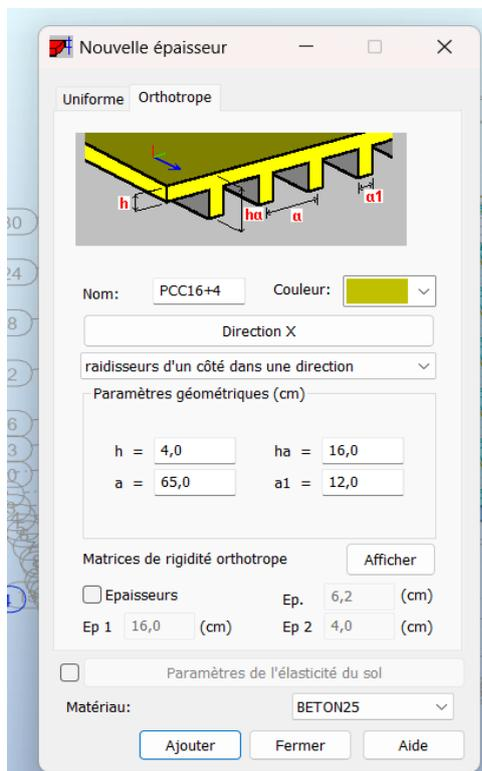 Nouvelle épaisseur
Uniforme Orthotrope
h
ha
a
a1
Nom: PCC16+4 Couleur:
Direction X
raidisseurs d'un côté dans une direction
Paramètres géométriques (cm)
h = 4,0 ha = 16,0
a = 65,0 a1 = 12,0
Matrices de rigidité orthotrope Afficher
Epaisseurs Ep. 6,2 (cm)
Ep 1 16,0 (cm) Ep 2 4,0 (cm)
Paramètres de l'élasticité du sol
Matériau: BETON25
Ajouter Fermer Aide